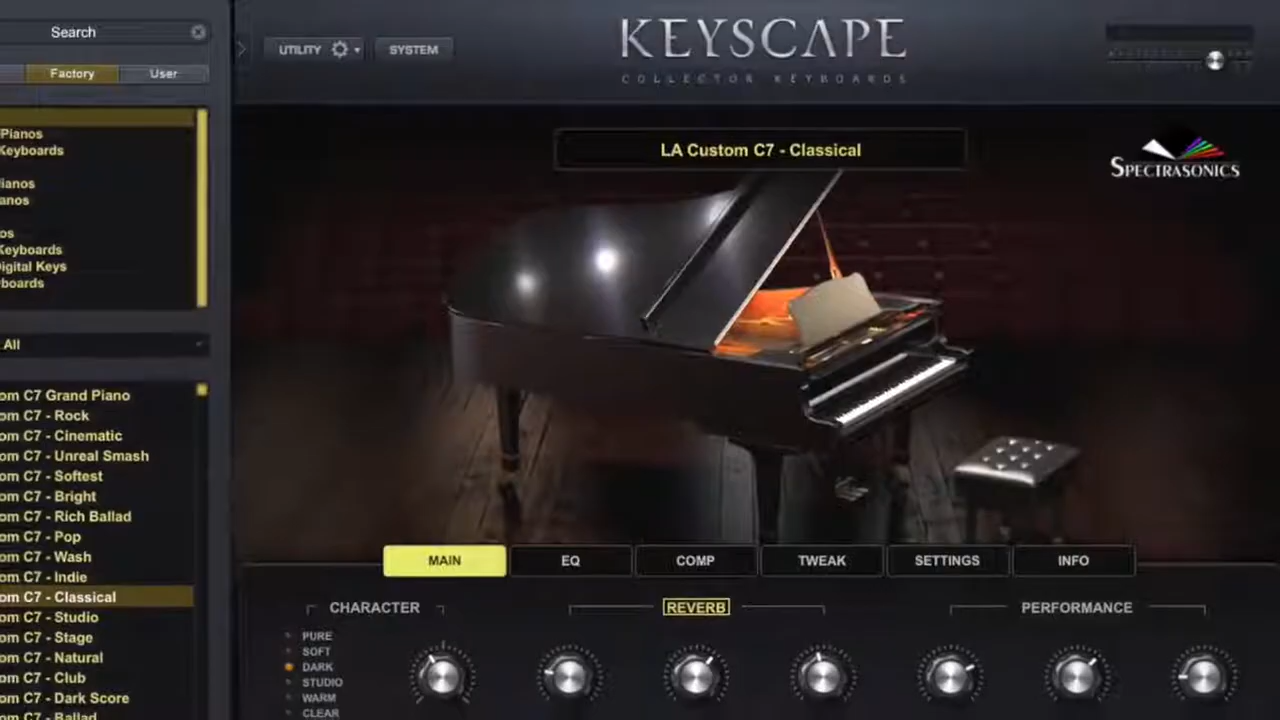 Search
Factory
User
Pianos
Keyboards
ianos
anos
os
Keyboards
igital Keys
boards
All
om C7 Grand Piano
om C7 - Rock
om C7 - Cinematic
om C7 - Unreal Smash
om C7 - Softest
om C7 - Bright
om C7 - Rich Ballad
om C7 - Pop
om C7 - Wash
om C7 - Indie
om C7 - Classical
om C7 - Studio
om C7 - Stage
om C7 - Natural
om C7 - Club
om C7 - Dark Score
om C7 - Ballad
UTILITY
SYSTEM
KEYSCAPE
COLLECTOR KEYBOARDS
LA Custom C7 - Classical
SPECTRASONICS
MAIN
EQ
COMP
TWEAK
SETTINGS
INFO
CHARACTER
REVERB
PERFORMANCE
PURE
SOFT
DARK
STUDIO
WARM
CLEAR